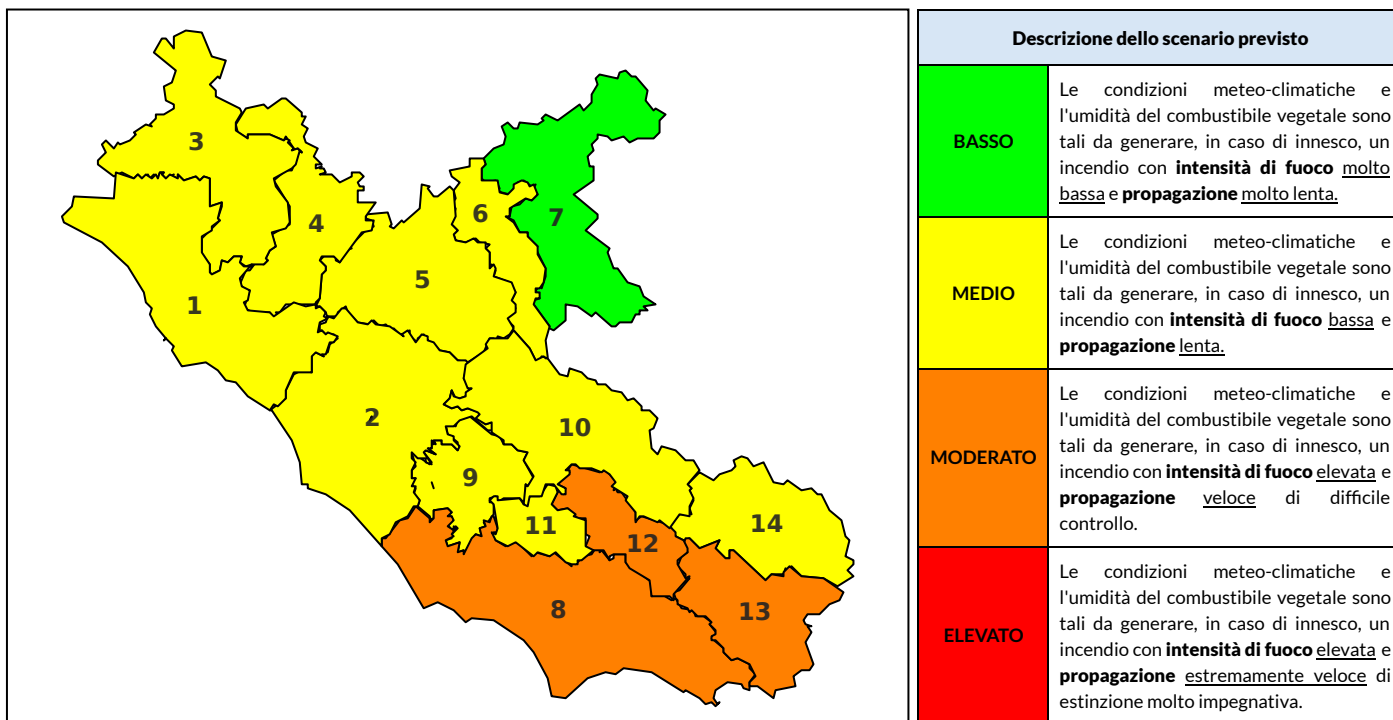 3
4
6
7
5
1
2
10
9
11
14
12
8
13
Descrizione dello scenario previsto
BASSO
Le condizioni meteo-climatiche e
l'umidità del combustibile vegetale sono
tali da generare, in caso di innesco, un
incendio con intensità di fuoco molto
bassa e propagazione molto lenta.
MEDIO
Le condizioni meteo-climatiche e
l'umidità del combustibile vegetale sono
tali da generare, in caso di innesco, un
incendio con intensità di fuoco bassa e
propagazione lenta.
MODERATO
Le condizioni meteo-climatiche e
l'umidità del combustibile vegetale sono
tali da generare, in caso di innesco, un
incendio con intensità di fuoco elevata e
propagazione veloce di difficile
controllo.
ELEVATO
Le condizioni meteo-climatiche e
l'umidità del combustibile vegetale sono
tali da generare, in caso di innesco, un
incendio con intensità di fuoco elevata e
propagazione estremamente veloce di
estinzione molto impegnativa.